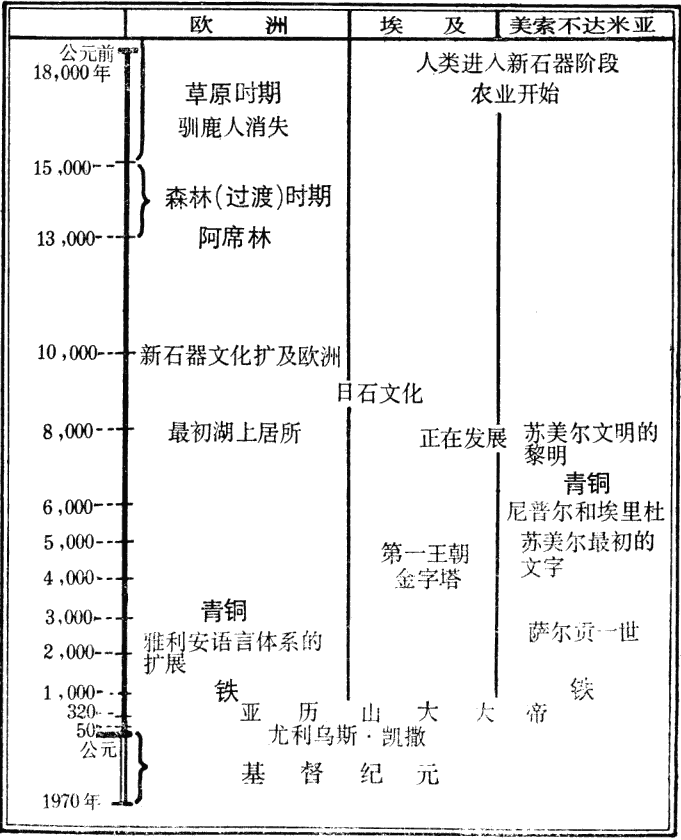 欧洲 埃及 美索不达米亚
公元前
18,000年
人类进入新石器阶段
农业开始
草原时期
驯鹿人消失
15,000
森林(过渡)时期
13,000
阿席林
10,000
新石器文化扩及欧洲
日石文化
8,000
最初湖上居所
正在发展
苏美尔文明的
黎明
青铜
6,000
尼普尔和埃里杜
5,000
苏美尔最初的
文字
第一王朝
金字塔
4,000
青铜
3,000
萨尔贡一世
雅利安语言体系的
扩展
2,000
1,000
铁
铁
320
亚历山大大帝
50
尤利乌斯·凯撒
公元
基督纪元
1970年